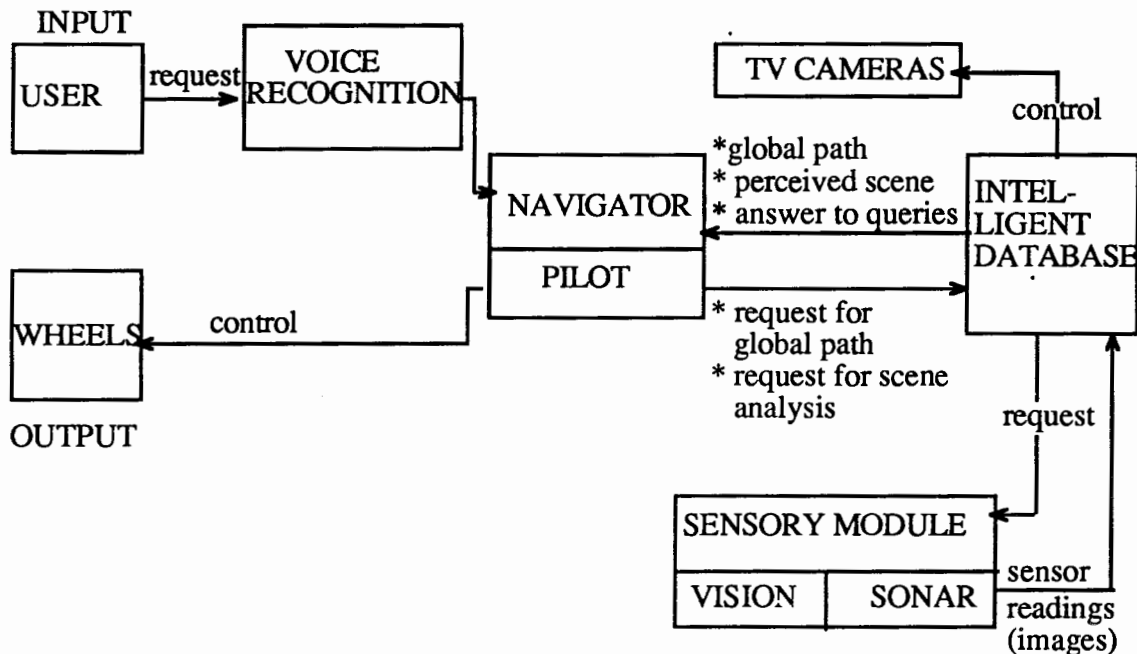 INPUT
USER
request
VOICE
RECOGNITION
TV CAMERAS
control
NAVIGATOR
PILOT
*global path
* perceived scene
* answer to queries
INTEL-
LIGENT
DATABASE
* request for
global path
* request for scene
analysis
WHEELS
control
OUTPUT
request
SENSORY MODULE
VISION
SONAR
sensor
readings
(images)